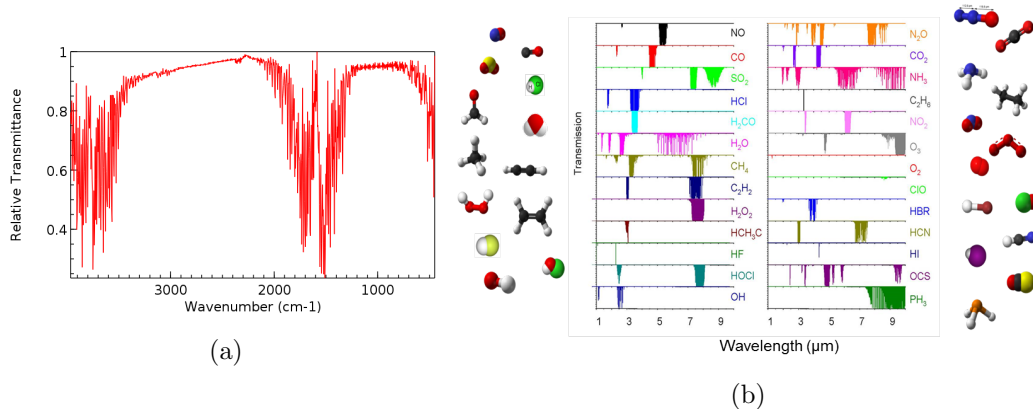 1
0.8
0.6
0.4
Relative Transmittance
3000
2000
1000
Wavenumber (cm-1)
(a)
NO
CO
SO₂
HCl
H₂CO
H₂O
CH₄
C₂H₂
H₂O₂
HCH₃C
HF
HOCl
OH
N₂O
CO₂
NH₃
C₂H₆
NO₂
O₃
O₂
ClO
HBR
HCN
HI
OCS
PH₃
Transmission
1 3 5 7 9
1 3 5 7 9
Wavelength (µm)
(b)